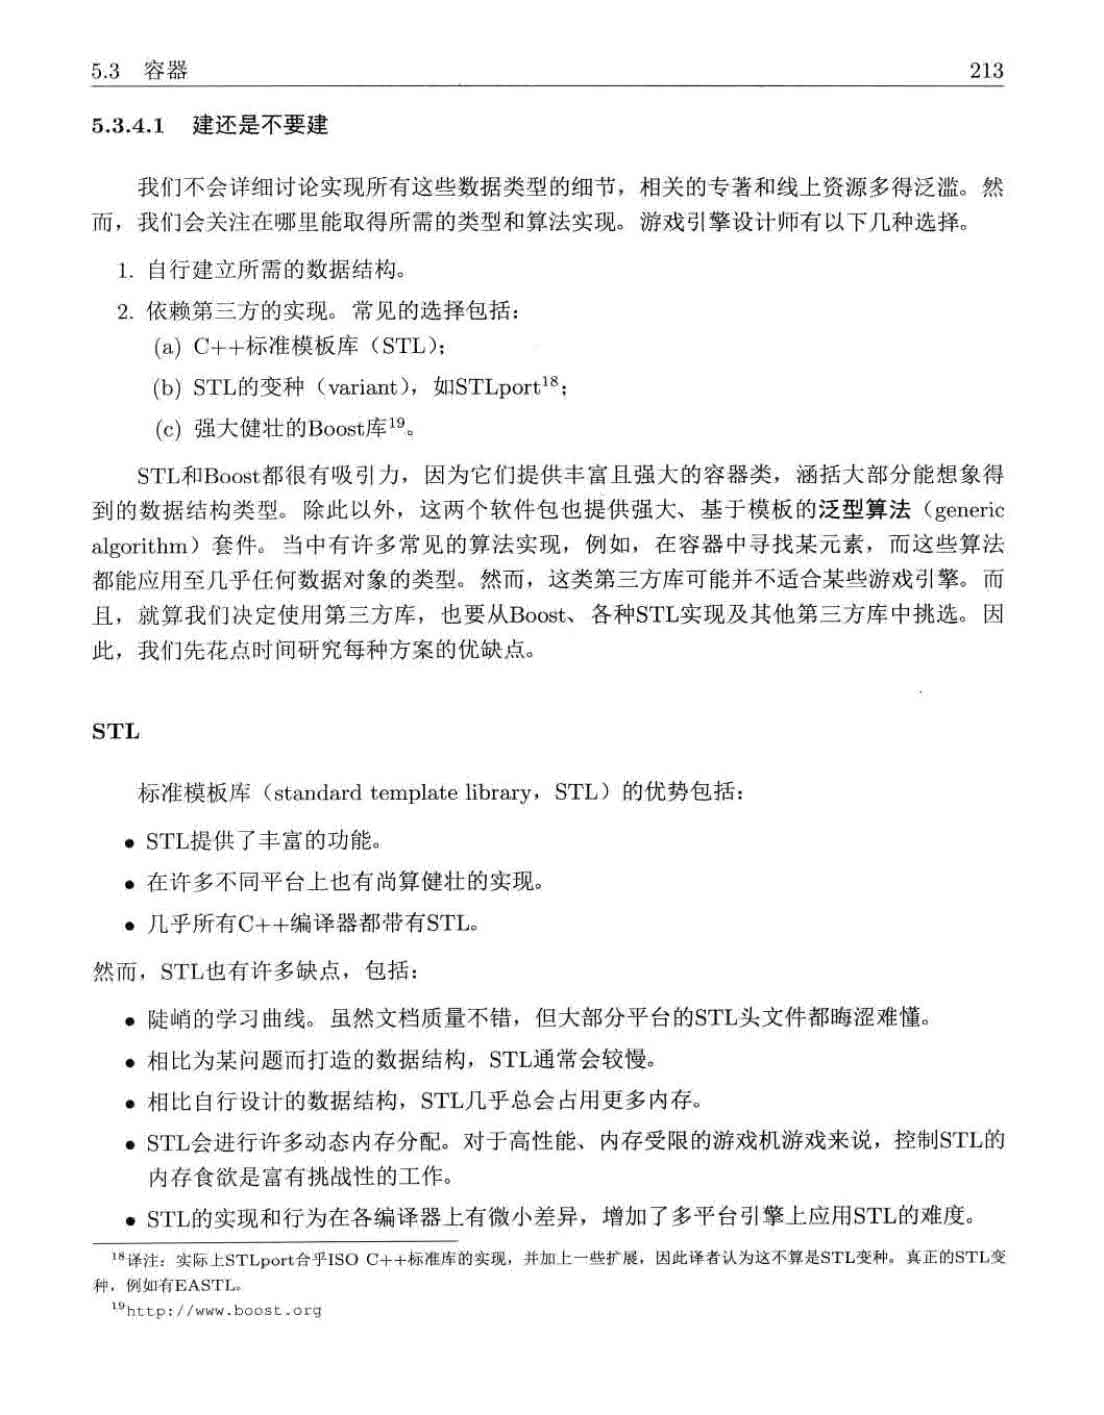 5.3 容器 213
5.3.4.1 建还是不要建
我们不会详细讨论实现所有这些数据类型的细节，相关的专著和线上资源多得泛滥。然
而，我们会关注在哪里能取得所需的类型和算法实现。游戏引擎设计师有以下几种选择。
1. 自行建立所需的数据结构。
2. 依赖第三方的实现。常见的选择包括：
(a) C++标准模板库（STL）；
(b) STL的变种（variant），如STLport18；
(c) 强大健壮的Boost库19。
STL和Boost都很有吸引力，因为它们提供丰富且强大的容器类，涵括大部分能想象得
到的数据结构类型。除此以外，这两个软件包也提供强大、基于模板的泛型算法（generic
algorithm）套件。当中有许多常见的算法实现，例如，在容器中寻找某元素，而这些算法
都能应用至几乎任何数据对象的类型。然而，这类第三方库可能并不适合某些游戏引擎。而
且，就算我们决定使用第三方库，也要从Boost、各种STL实现及其他第三方库中挑选。因
此，我们先花点时间研究每种方案的优缺点。
STL
标准模板库（standard template library，STL）的优势包括：
• STL提供了丰富的功能。
• 在许多不同平台上也有尚算健壮的实现。
• 几乎所有C++编译器都带有STL。
然而，STL也有许多缺点，包括：
• 陡峭的学习曲线。虽然文档质量不错，但大部分平台的STL头文件都晦涩难懂。
• 相比为某问题而打造的数据结构，STL通常会较慢。
• 相比自行设计的数据结构，STL几乎总会占用更多内存。
• STL会进行许多动态内存分配。对于高性能、内存受限的游戏机游戏来说，控制STL的
内存食欲是富有挑战性的工作。
• STL的实现和行为在各编译器上有微小差异，增加了多平台引擎上应用STL的难度。
18译注：实际上STLport合乎ISO C++标准库的实现，并加上一些扩展，因此译者认为这不算是STL变种。真正的STL变
种，例如有EASTL。
19http://www.boost.org